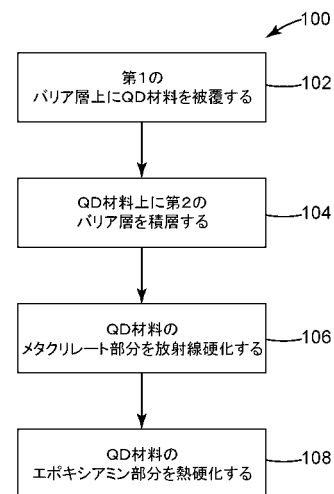 100
第1の
バリア層上にQD材料を被覆する
102
QD材料上に第2の
バリア層を積層する
104
QD材料の
メタクリレート部分を放射線硬化する
106
QD材料の
エポキシアミン部分を熱硬化する
108